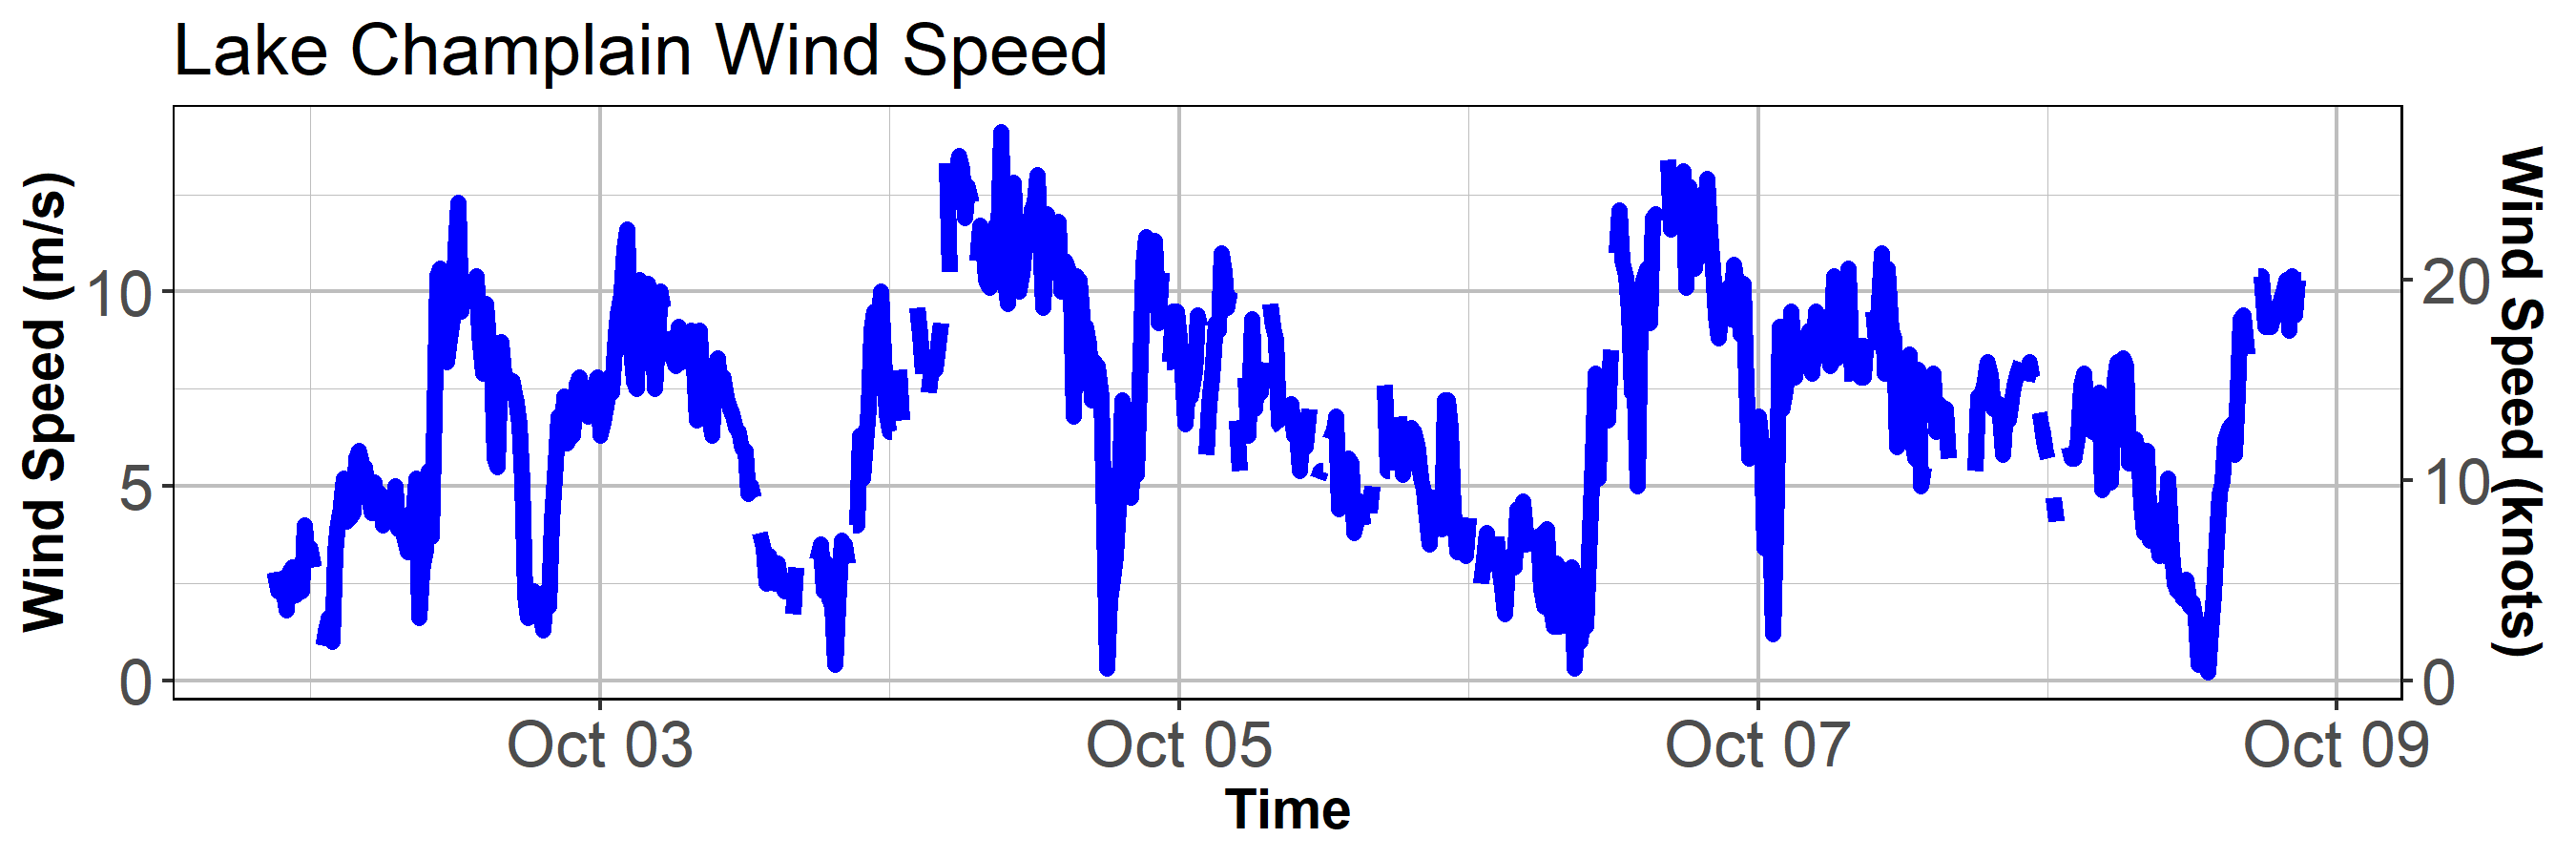 Lake Champlain Wind Speed
Wind Speed (m/s)
10
5
0
20
10
0
Wind Speed (knots)
Oct 03
Oct 05
Oct 07
Oct 09
Time